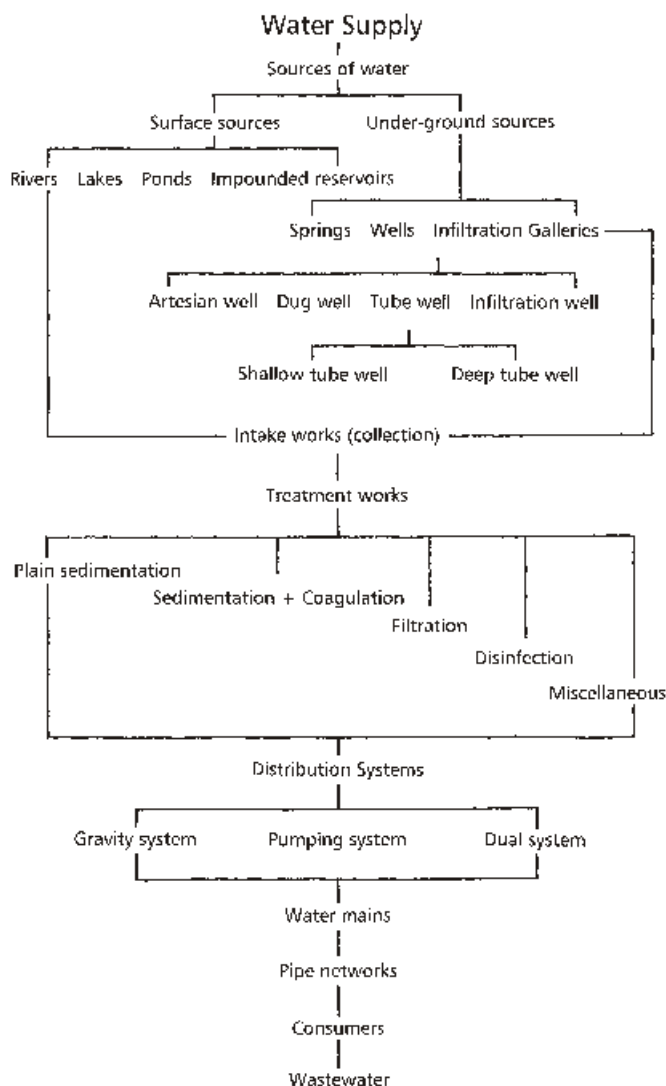 Water Supply
Sources of water
Surface sources
Under-ground sources
Rivers Lakes Ponds Impounded reservoirs
Springs Wells Infiltration Galleries
Artesian well Dug well Tube well Infiltration well
Shallow tube well Deep tube well
Intake works (collection)
Treatment works
Plain sedimentation
Sedimentation + Coagulation
Filtration
Disinfection
Miscellaneous
Distribution Systems
Gravity system Pumping system Dual system
Water mains
Pipe networks
Consumers
Wastewater